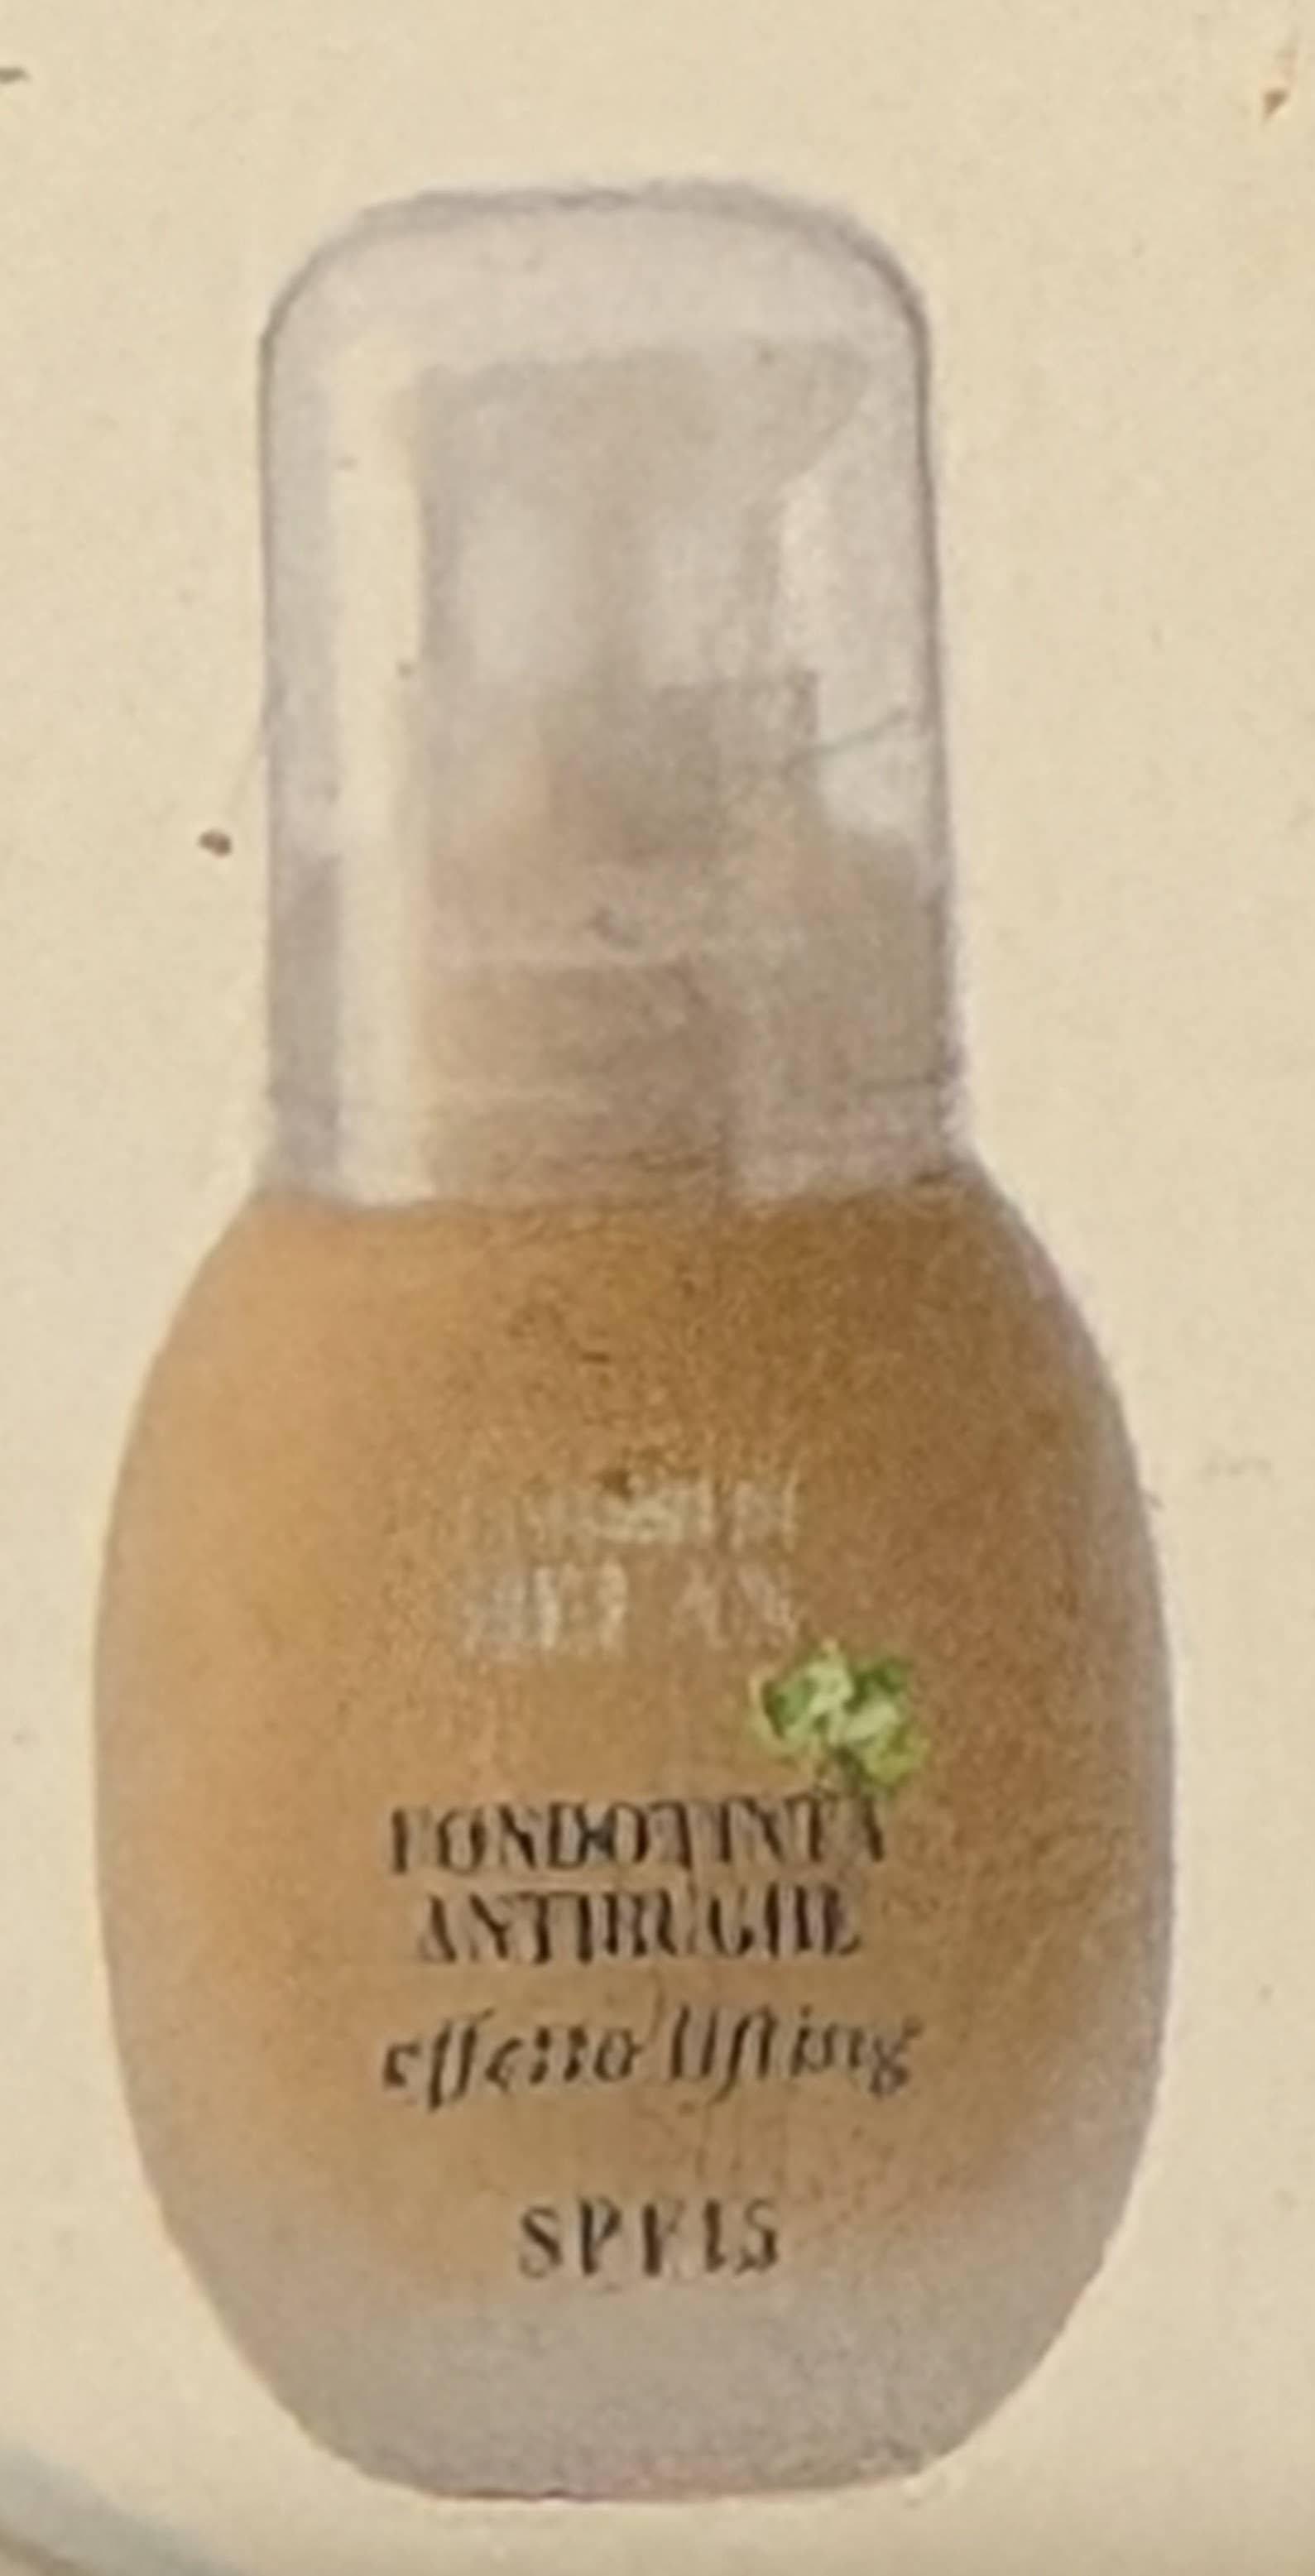 FONDOTINTA
ANTIRUGHE
effetto lifting
SPF15